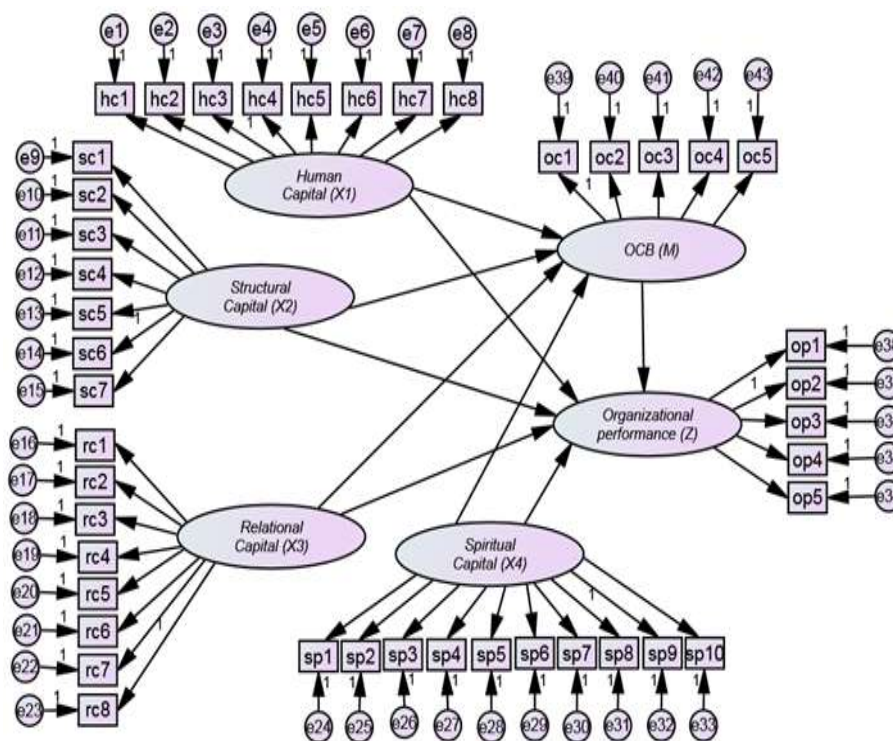 e1 e2 e3 e4 e5 e6 e7 e8
1 1 1 1 1 1 1 1
hc1 hc2 hc3 hc4 hc5 hc6 hc7 hc8
1
Human
Capital (X1)
e39 e40 e41 e42 e43
1 1 1 1 1
oc1 oc2 oc3 oc4 oc5
1
OCB (M)
e9 1 sc1
e10 1 sc2
e11 1 sc3
e12 1 sc4
e13 1 sc5
e14 1 sc6
e15 1 sc7
1
Structural
Capital (X2)
op1 1
op2 1
op3 1
op4 1
op5 1
1
Organizational
performance (Z)
e16 1 rc1
e17 1 rc2
e18 1 rc3
e19 1 rc4
e20 1 rc5
e21 1 rc6
e22 1 rc7
e23 1 rc8
1
Relational
Capital (X3)
Spiritual
Capital (X4)
1
sp1 sp2 sp3 sp4 sp5 sp6 sp7 sp8 sp9 sp10
1 1 1 1 1 1 1 1 1 1
e24 e25 e26 e27 e28 e29 e30 e31 e32 e33